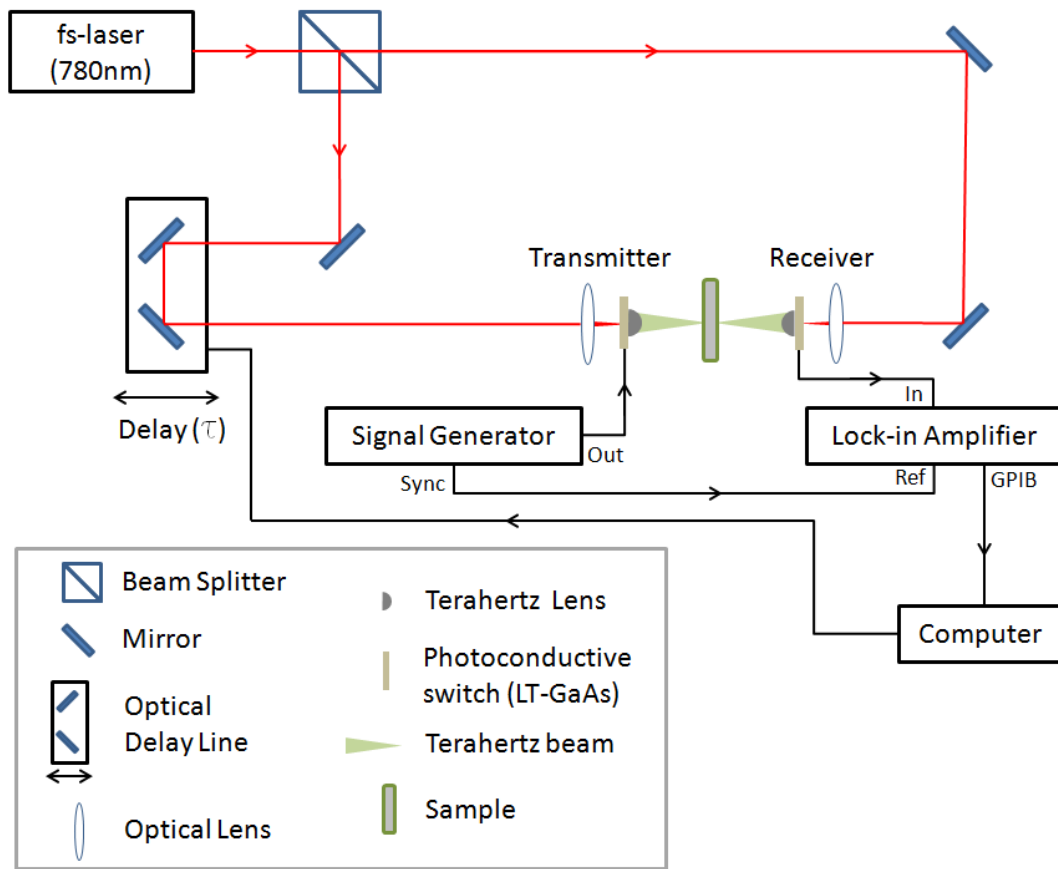 fs-laser
(780nm)
Transmitter
Receiver
Delay (τ)
Signal Generator
Out
Sync
In
Lock-in Amplifier
Ref
GPIB
Computer
Beam Splitter
Mirror
Optical
Delay Line
Optical Lens
Terahertz Lens
Photoconductive
switch (LT-GaAs)
Terahertz beam
Sample